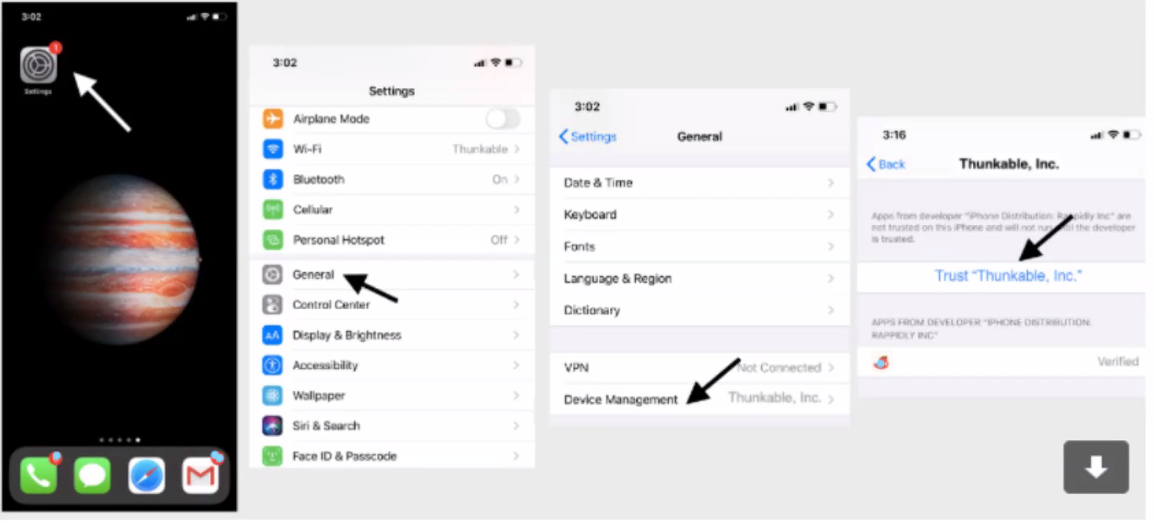 3:02
1
Settings
3:02
Settings
Airplane Mode
Wi-Fi Thunkable
Bluetooth On
Cellular
Personal Hotspot Off
General
Control Center
AA Display & Brightness
Accessibility
Wallpaper
Siri & Search
Face ID & Passcode
3:02
Settings General
Date & Time
Keyboard
Fonts
Language & Region
Dictionary
VPN Not Connected
Device Management Thunkable, Inc.
3:16
Back Thunkable, Inc.
Apps from developer "iPhone Distribution: Rappidly Inc" are
not trusted on this iPhone and will not run until the developer
is trusted.
Trust "Thunkable, Inc."
APPS FROM DEVELOPER "IPHONE DISTRIBUTION:
RAPPIDLY INC"
Verified